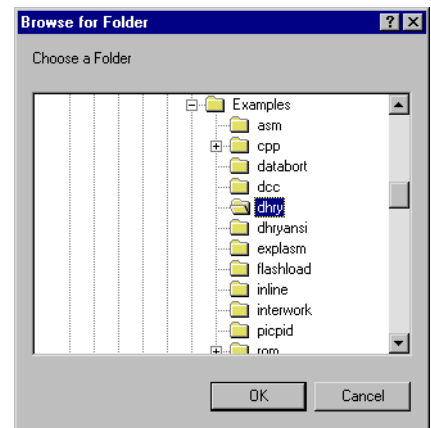 Browse for Folder
Choose a Folder
Examples
asm
cpp
databort
dcc
dhry
dhryansi
explasm
flashload
inline
interwork
picpid
rom
OK Cancel